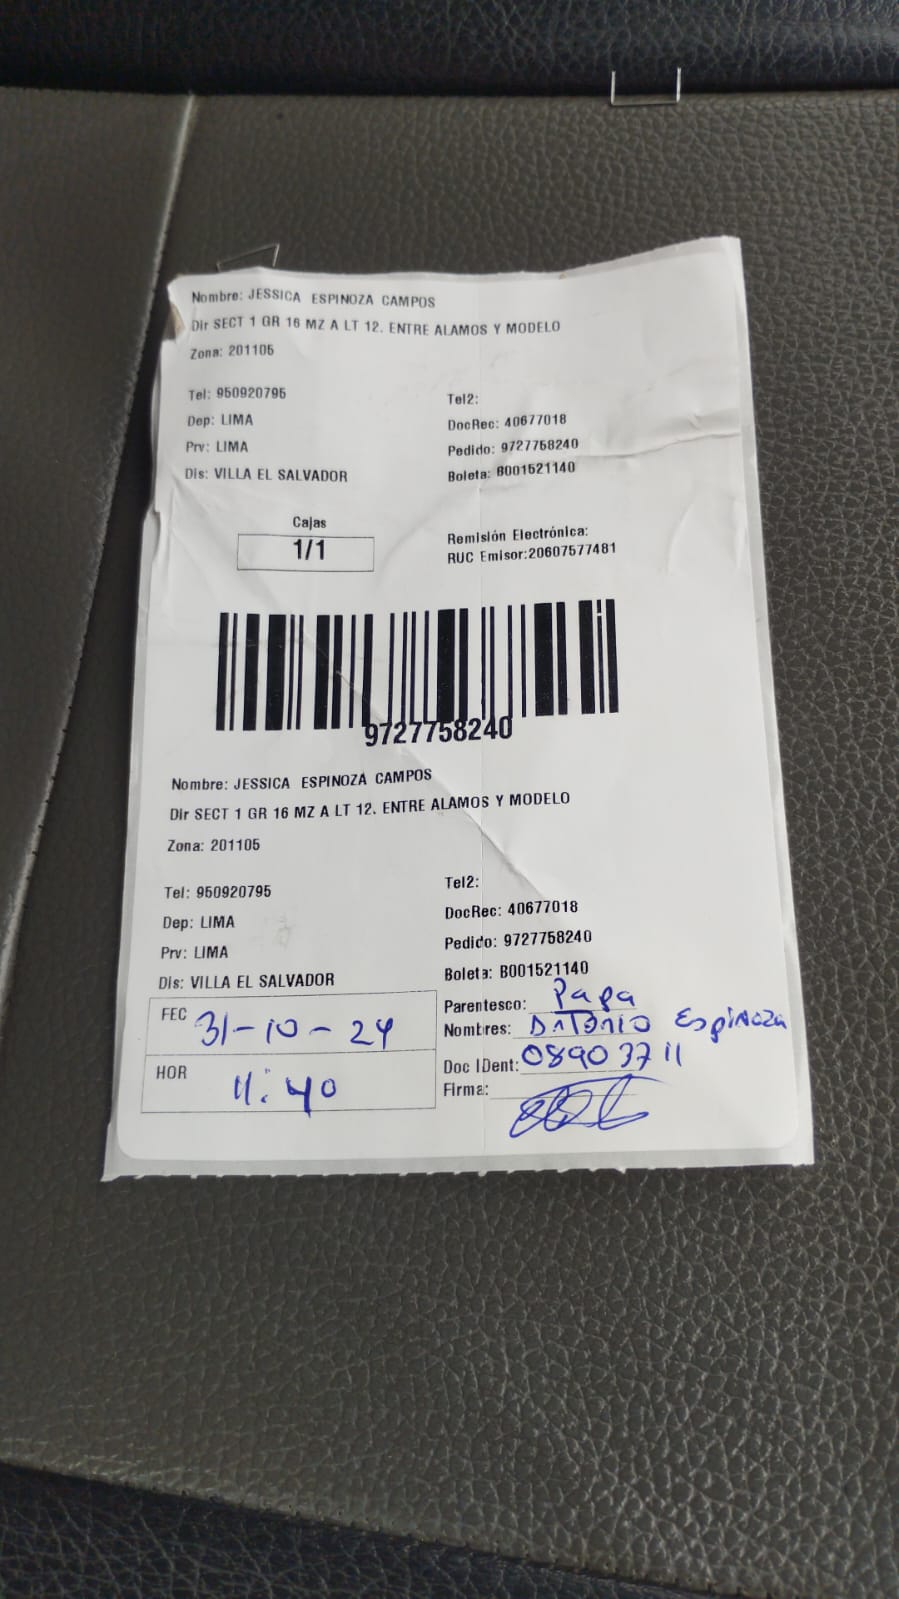 Nombre: JESSICA ESPINOZA CAMPOS
Dir SECT 1 GR 16 MZ A LT 12. ENTRE ALAMOS Y MODELO
Zona: 201105
Tel: 950920795
Tel2:
Dep: LIMA
DocRec: 40677018
Prv: LIMA
Pedido: 9727758240
Dis: VILLA EL SALVADOR
Boleta: B001521140
Cajas
1/1
Remisión Electrónica:
RUC Emisor:20607577481
9727758240
Nombre: JESSICA ESPINOZA CAMPOS
Dir SECT 1 GR 16 MZ A LT 12. ENTRE ALAMOS Y MODELO
Zona: 201105
Tel: 950920795
Tel2:
Dep: LIMA
DocRec: 40677018
Prv: LIMA
Pedido: 9727758240
Dis: VILLA EL SALVADOR
Boleta: B001521140
FEC 31-10-24
Parentesco: Papa
Nombres: Antonio Espinoza
HOR 11:40
Doc IDent: 08903711
Firma: